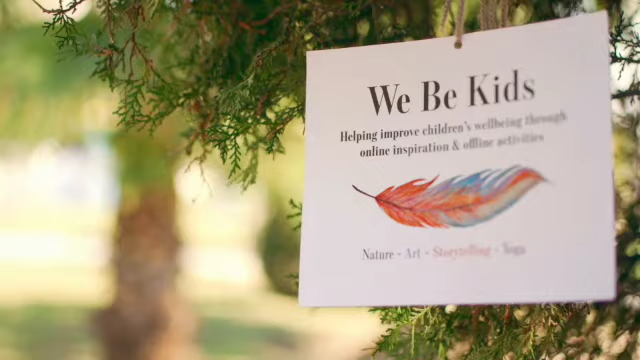 We Be Kids
Helping improve children's wellbeing through
online inspiration & offline activities
Nature - Art - Storytelling - Yoga